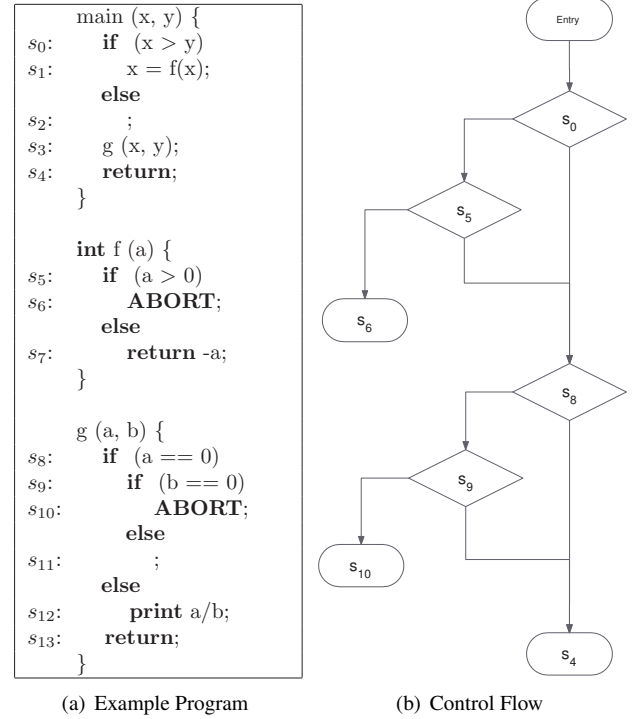 main (x, y) {
s0: if (x > y)
s1: x = f(x);
else
s2: ;
s3: g (x, y);
s4: return;
}
int f (a) {
s5: if (a > 0)
s6: ABORT;
else
s7: return -a;
}
g (a, b) {
s8: if (a == 0)
s9: if (b == 0)
s10: ABORT;
else
s11: ;
else
s12: print a/b;
s13: return;
}
(a) Example Program
Entry
s0
s5
s6
s8
s9
s10
s4
(b) Control Flow